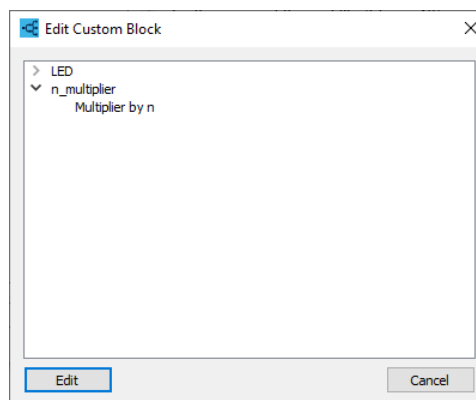 Edit Custom Block
LED
n_multiplier
Multiplier by n
Edit
Cancel